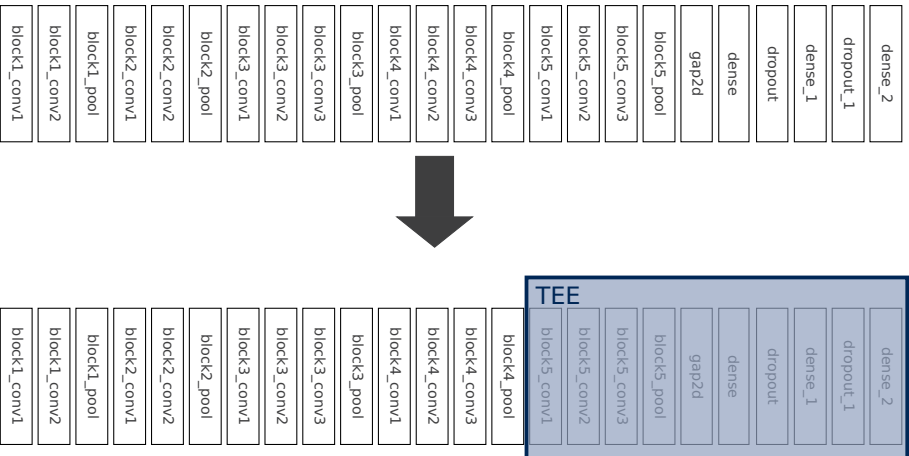 block1_conv1
block1_conv2
block1_pool
block2_conv1
block2_conv2
block2_pool
block3_conv1
block3_conv2
block3_conv3
block3_pool
block4_conv1
block4_conv2
block4_conv3
block4_pool
block5_conv1
block5_conv2
block5_conv3
block5_pool
gap2d
dense
dropout
dense_1
dropout_1
dense_2
TEE
block1_conv1
block1_conv2
block1_pool
block2_conv1
block2_conv2
block2_pool
block3_conv1
block3_conv2
block3_conv3
block3_pool
block4_conv1
block4_conv2
block4_conv3
block4_pool
block5_conv1
block5_conv2
block5_conv3
block5_pool
gap2d
dense
dropout
dense_1
dropout_1
dense_2